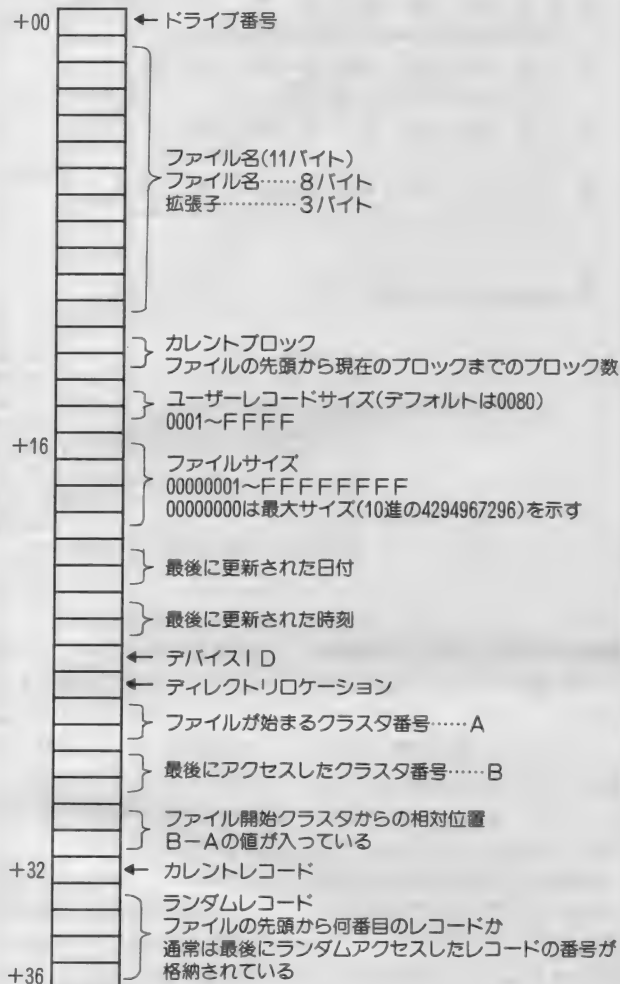 +00
← ドライブ番号
ファイル名(11バイト)
ファイル名……8バイト
拡張子…………3バイト
カレントブロック
ファイルの先頭から現在のブロックまでのブロック数
ユーザーレコードサイズ(デフォルトは0080)
0001～FFFF
+16
ファイルサイズ
00000001～FFFFFFFF
00000000は最大サイズ(10進の4294967296)を示す
最後に更新された日付
最後に更新された時刻
← デバイスID
← ディレクトリロケーション
ファイルが始まるクラスタ番号……A
最後にアクセスしたクラスタ番号……B
ファイル開始クラスタからの相対位置
B－Aの値が入っている
+32
← カレントレコード
ランダムレコード
ファイルの先頭から何番目のレコードか
通常は最後にランダムアクセスしたレコードの番号が
格納されている
+36